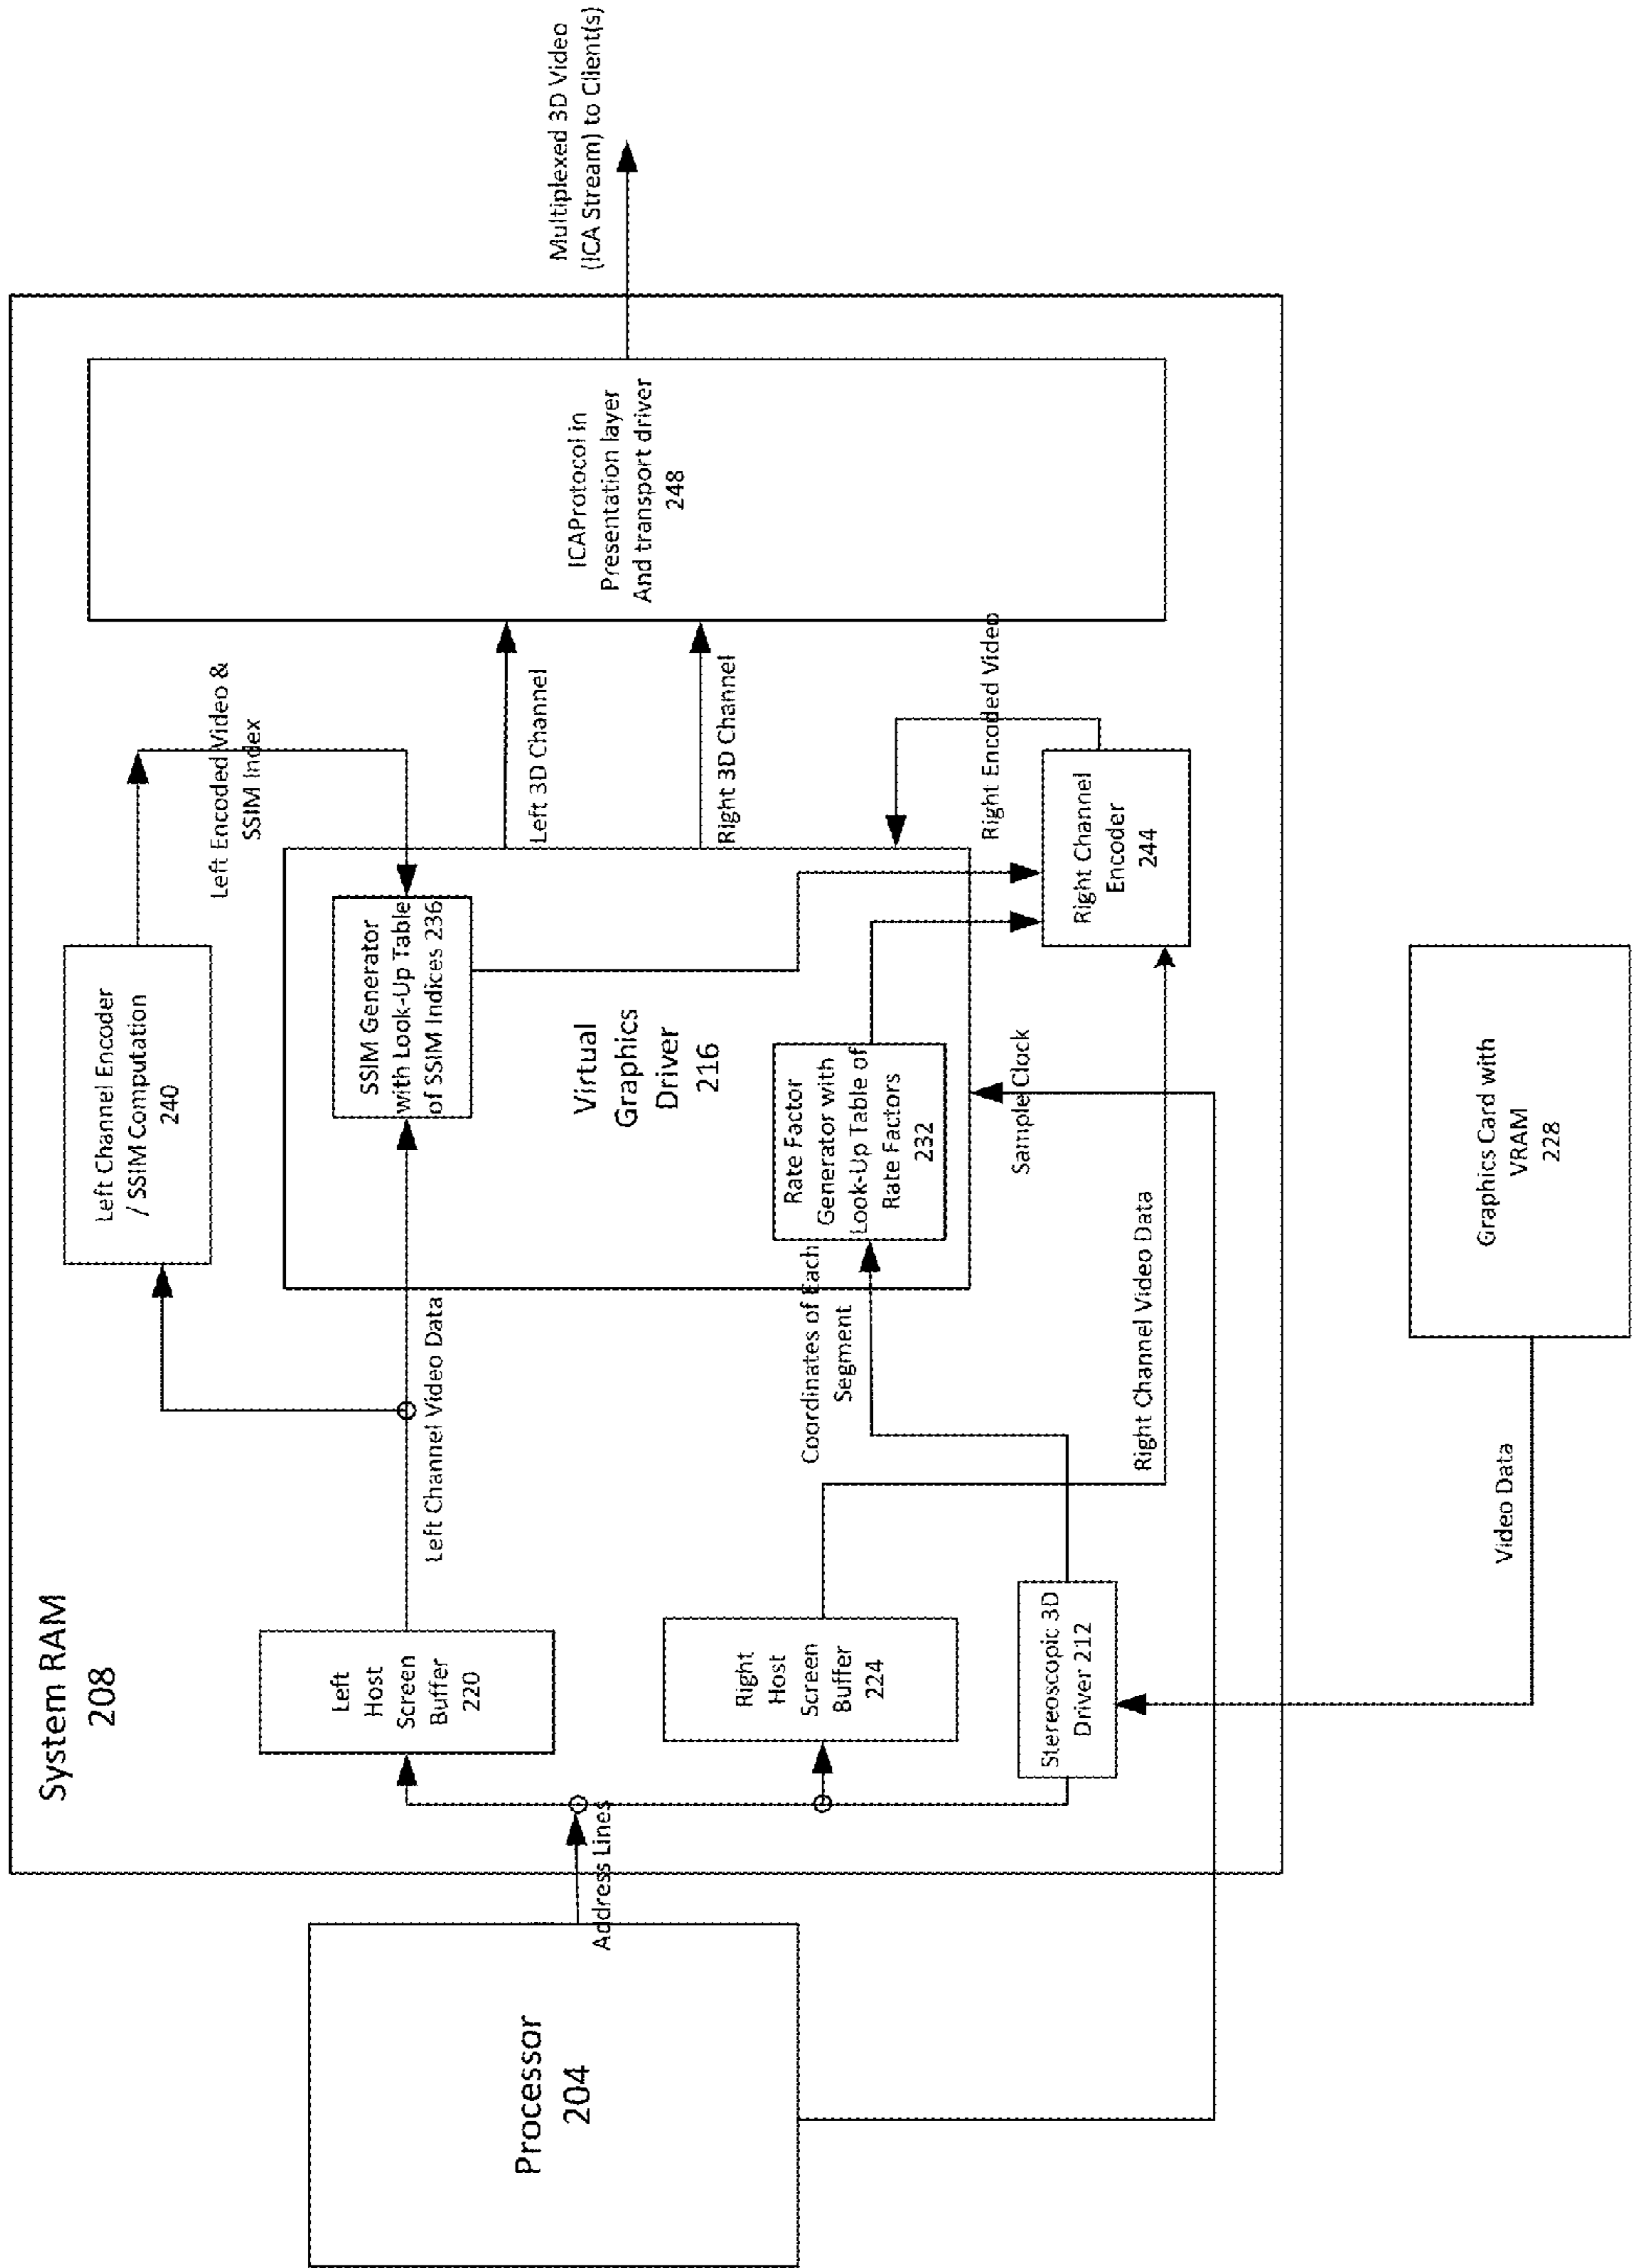 System RAM
208
Processor
204
Address Lines
Left
Host
Screen
Buffer
220
Right
Host
Screen
Buffer
224
Stereoscopic 3D
Driver 212
Left Channel Video Data
Coordinates of Each
Segment
Right Channel Video Data
Sample Clock
Left Channel Encoder
/ SSIM Computation
240
Left Encoded Video &
SSIM Index
SSIM Generator
with Look-Up Table
of SSIM Indices 236
Virtual
Graphics
Driver
216
Rate Factor
Generator with
Look-Up Table of
Rate Factors
232
Left 3D Channel
Right 3D Channel
Right Encoded Video
Right Channel
Encoder
244
ICAProtocol in
Presentation layer
And transport driver
248
Multiplexed 3D Video
(ICA Stream) to Client(s)
Video Data
Graphics Card with
VRAM
228